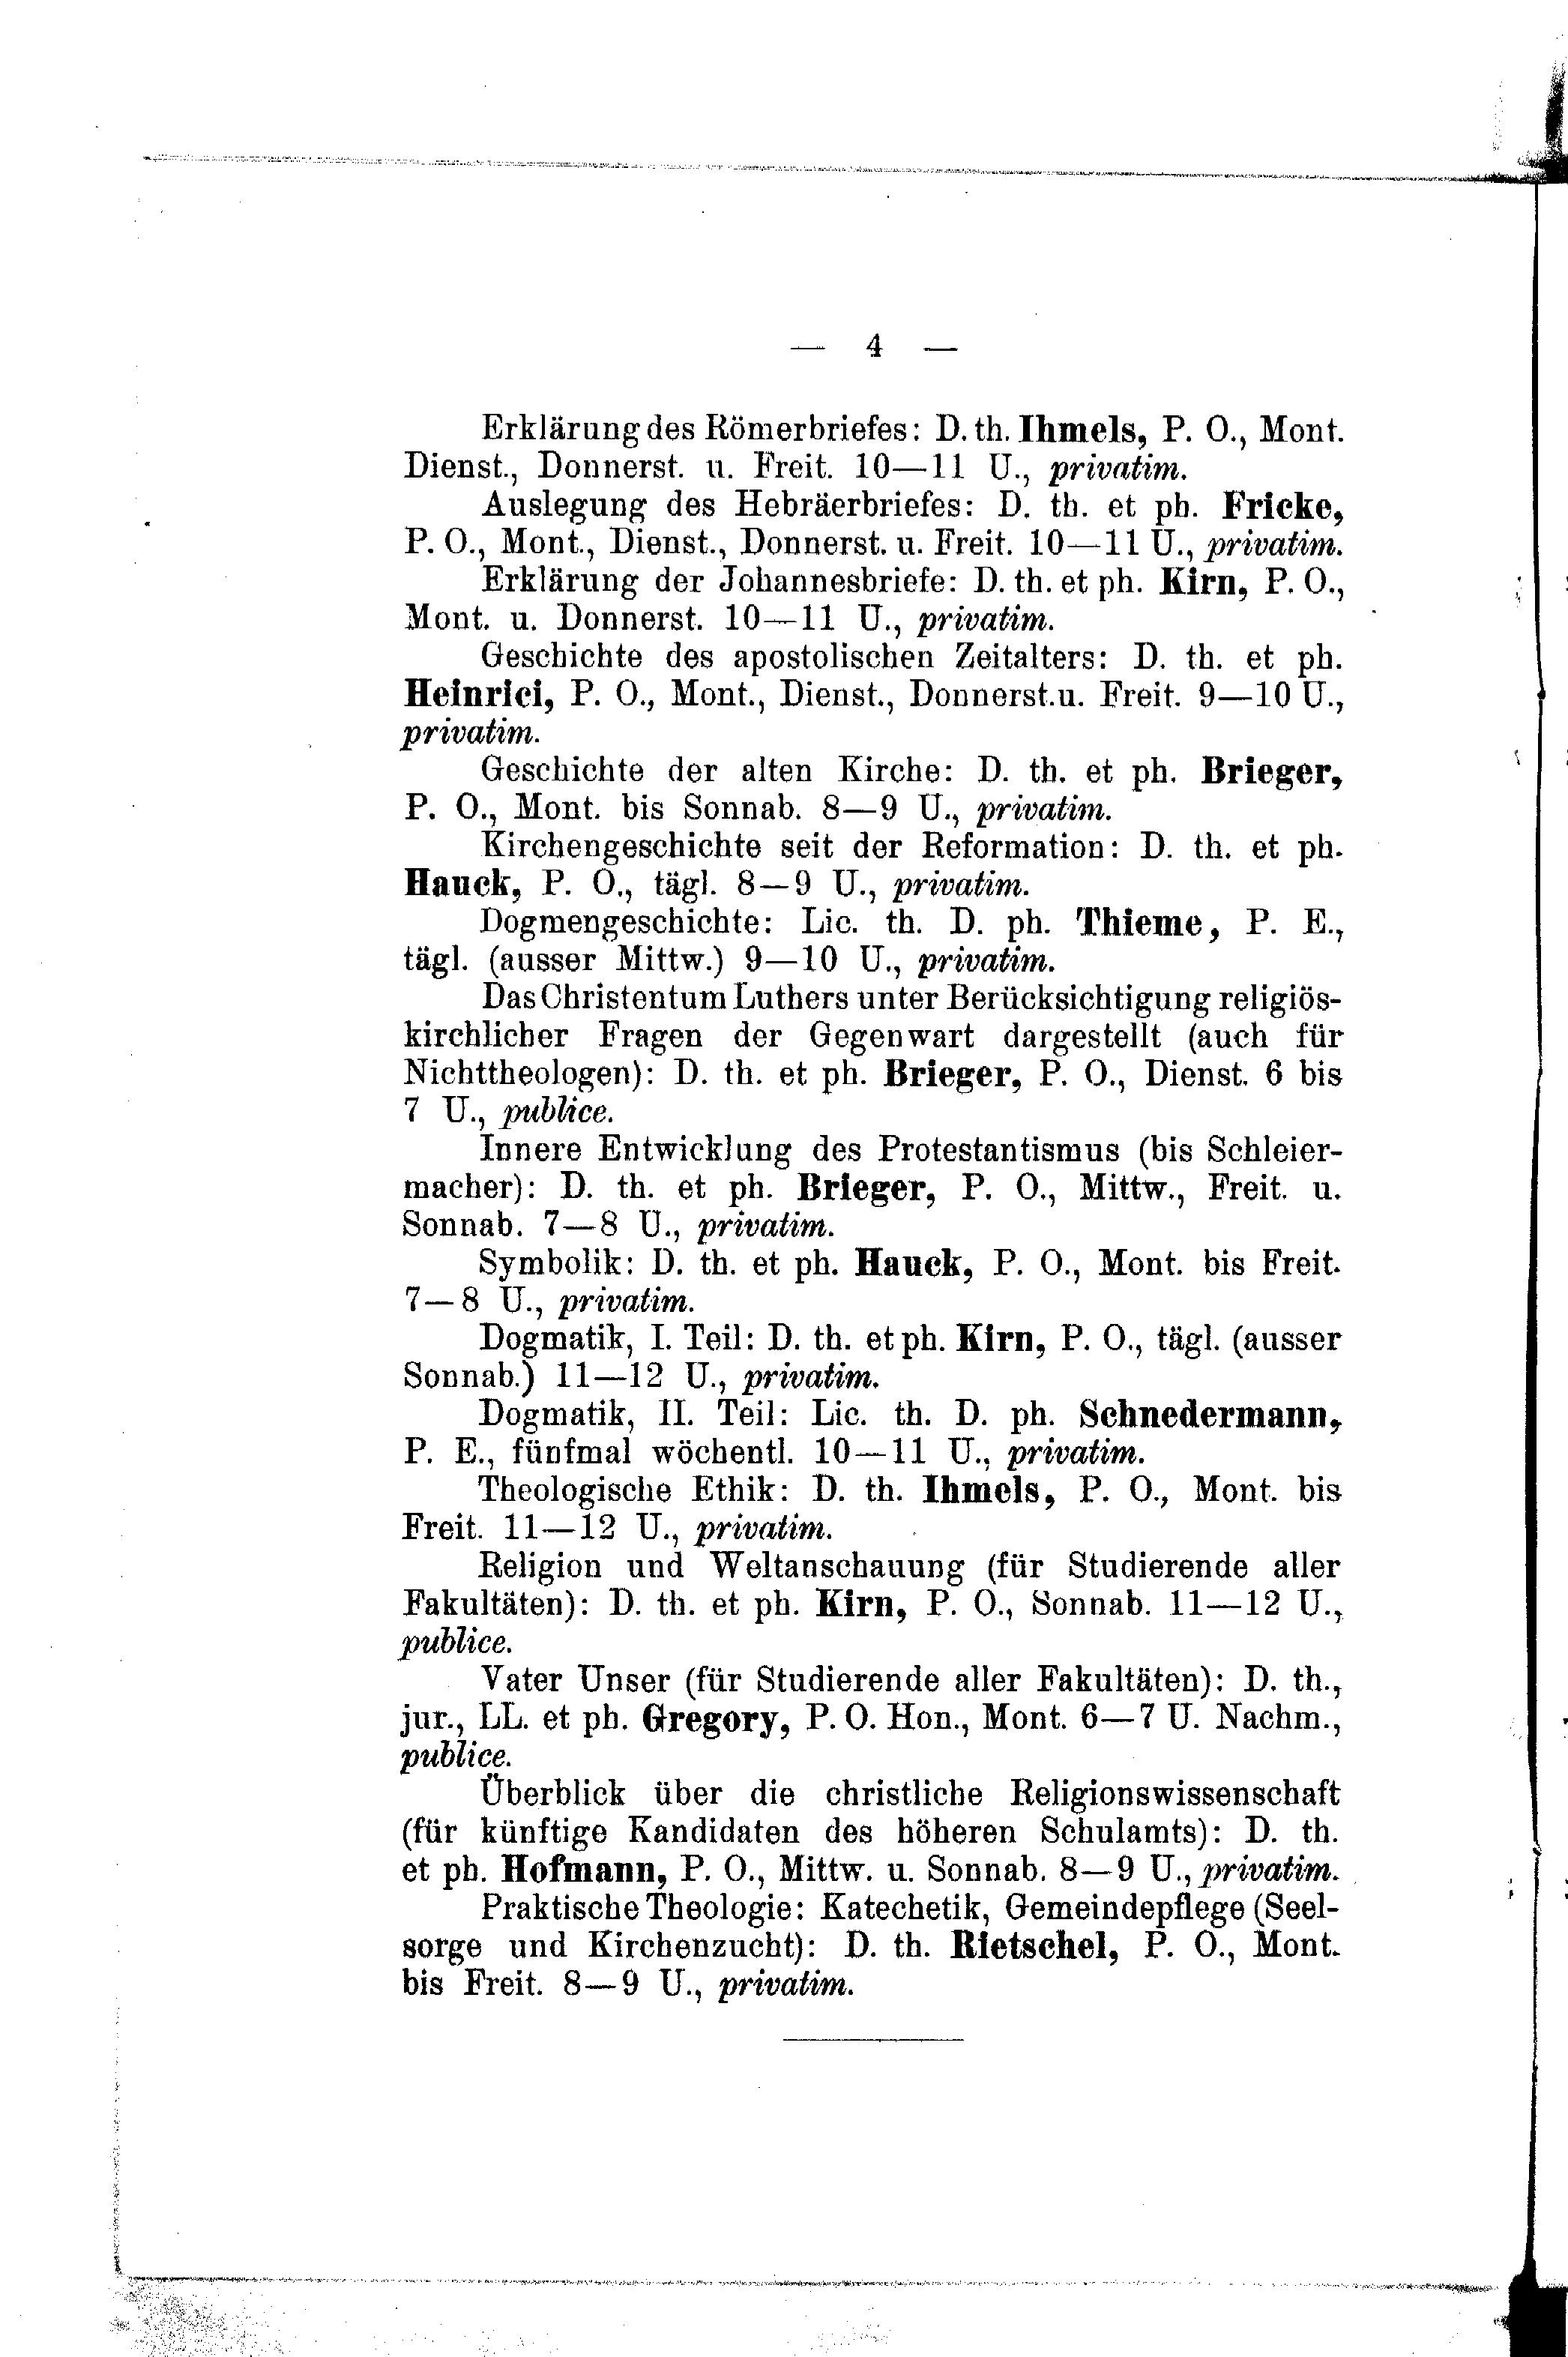 — 4 —
Erklärung des Römerbriefes: D. th. Ihmels, P. O., Mont.
Dienst., Donnerst. u. Freit. 10—11 U., privatim.
Auslegung des Hebräerbriefes: D. th. et ph. Fricke,
P. O., Mont., Dienst., Donnerst. u. Freit. 10—11 U., privatim.
Erklärung der Johannesbriefe: D. th. et ph. Kirn, P. O.,
Mont. u. Donnerst. 10—11 U., privatim.
Geschichte des apostolischen Zeitalters: D. th. et ph.
Heinrici, P. O., Mont., Dienst., Donnerst. u. Freit. 9—10 U.,
privatim.
Geschichte der alten Kirche: D. th. et ph. Brieger,
P. O., Mont. bis Sonnab. 8—9 U., privatim.
Kirchengeschichte seit der Reformation: D. th. et ph.
Hauck, P. O., tägl. 8—9 U., privatim.
Dogmengeschichte: Lic. th. D. ph. Thieme, P. E.,
tägl. (ausser Mittw.) 9—10 U., privatim.
Das Christentum Luthers unter Berücksichtigung religiös-
kirchlicher Fragen der Gegenwart dargestellt (auch für
Nichttheologen): D. th. et ph. Brieger, P. O., Dienst. 6 bis
7 U., publice.
Innere Entwicklung des Protestantismus (bis Schleier-
macher): D. th. et ph. Brieger, P. O., Mittw., Freit. u.
Sonnab. 7—8 U., privatim.
Symbolik: D. th. et ph. Hauck, P. O., Mont. bis Freit.
7—8 U., privatim.
Dogmatik, I. Teil: D. th. et ph. Kirn, P. O., tägl. (ausser
Sonnab.) 11—12 U., privatim.
Dogmatik, II. Teil: Lic. th. D. ph. Schnedermann,
P. E., fünfmal wöchentl. 10—11 U., privatim.
Theologische Ethik: D. th. Ihmels, P. O., Mont. bis
Freit. 11—12 U., privatim.
Religion und Weltanschauung (für Studierende aller
Fakultäten): D. th. et ph. Kirn, P. O., Sonnab. 11—12 U.,
publice.
Vater Unser (für Studierende aller Fakultäten): D. th.,
jur., LL. et ph. Gregory, P. O. Hon., Mont. 6—7 U. Nachm.,
publice.
Überblick über die christliche Religionswissenschaft
(für künftige Kandidaten des höheren Schulamts): D. th.
et ph. Hofmann, P. O., Mittw. u. Sonnab. 8—9 U., privatim.
Praktische Theologie: Katechetik, Gemeindepflege (Seel-
sorge und Kirchenzucht): D. th. Rietschel, P. O., Mont.
bis Freit. 8—9 U., privatim.